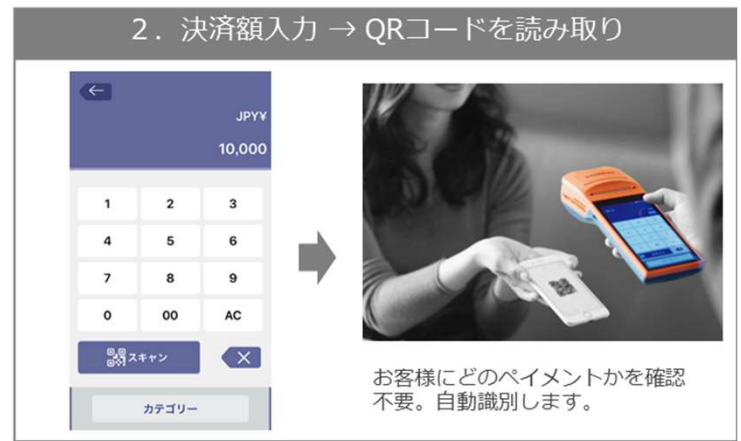 2．決済額入力 → QRコードを読み取り
←
JPY¥
10,000
1 2 3
4 5 6
7 8 9
0 00 AC
スキャン
カテゴリー
お客様にどのペイメントかを確認
不要。自動識別します。